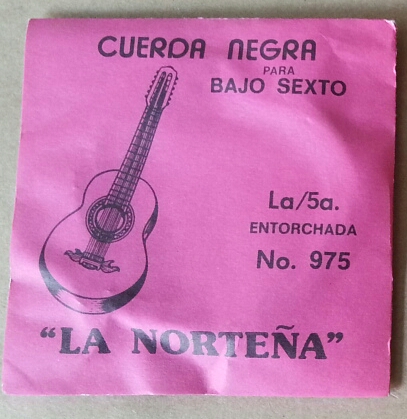 CUERDA NEGRA
PARA
BAJO SEXTO
La/5a.
ENTORCHADA
No. 975
"LA NORTEÑA"